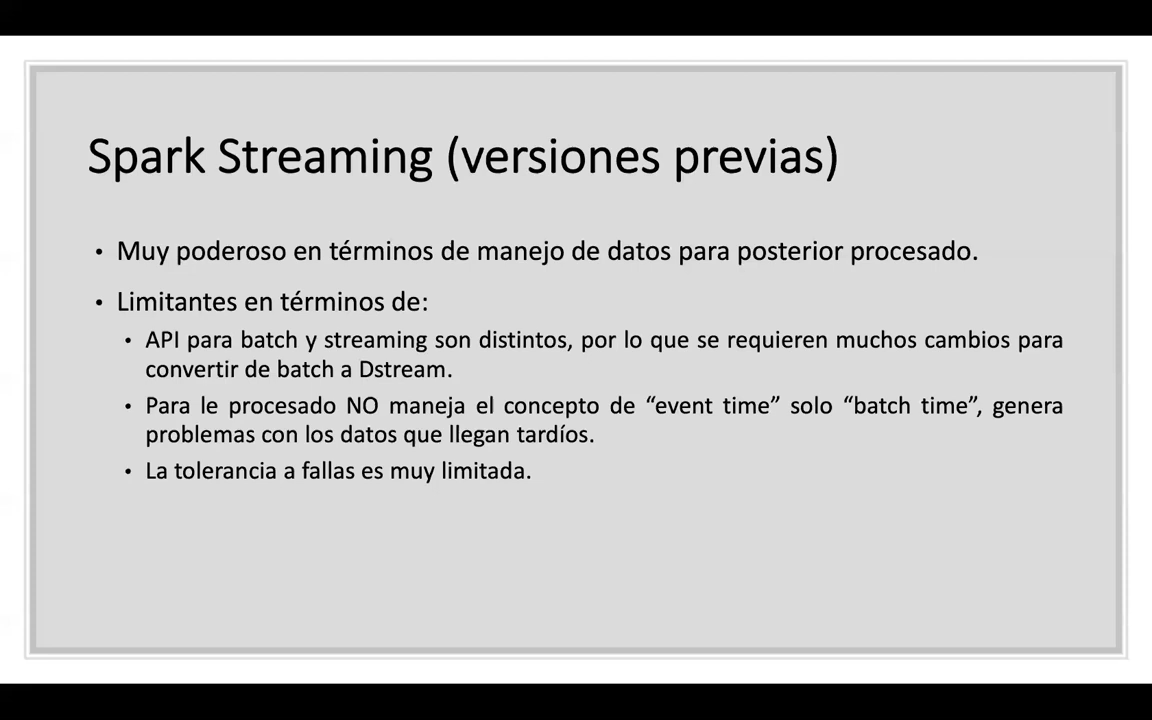 Spark Streaming (versiones previas)
• Muy poderoso en términos de manejo de datos para posterior procesado.
• Limitantes en términos de:
• API para batch y streaming son distintos, por lo que se requieren muchos cambios para
convertir de batch a Dstream.
• Para le procesado NO maneja el concepto de “event time” solo “batch time”, genera
problemas con los datos que llegan tardíos.
• La tolerancia a fallas es muy limitada.